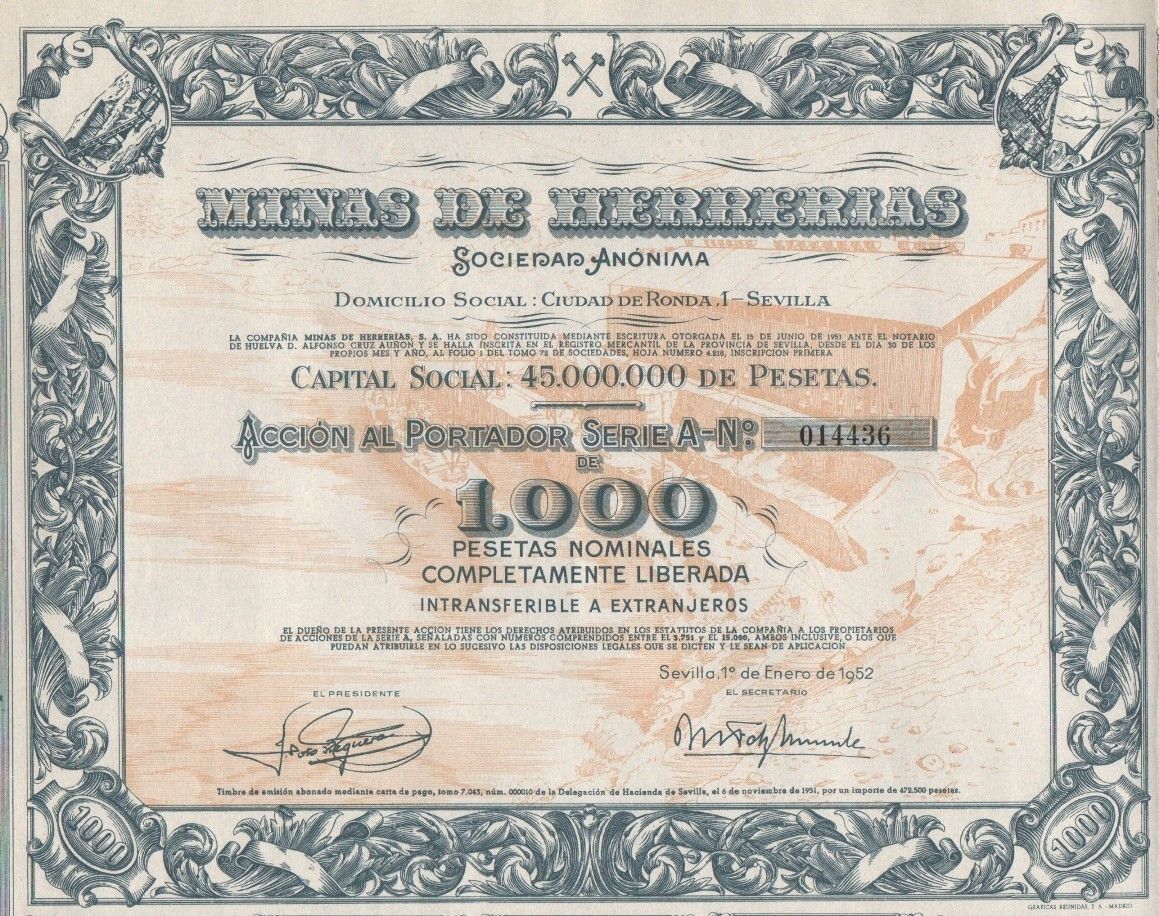 MINAS DE HERRERIAS
SOCIEDAD ANÓNIMA
DOMICILIO SOCIAL: CIUDAD DE RONDA, 1-SEVILLA
LA COMPAÑIA MINAS DE HERRERIAS, S. A. HA SIDO CONSTITUIDA MEDIANTE ESCRITURA OTORGADA EL 15 DE JUNIO DE 1951 ANTE EL NOTARIO
DE HUELVA D. ALFONSO CRUZ AUÑON Y SE HALLA INSCRITA EN EL REGISTRO MERCANTIL DE LA PROVINCIA DE SEVILLA, DESDE EL DIA 30 DE LOS
PROPIOS MES Y AÑO, AL FOLIO 1 DEL TOMO 72 DE SOCIEDADES, HOJA NUMERO 4.218, INSCRIPCION PRIMERA
CAPITAL SOCIAL: 45.000.000 DE PESETAS.
ACCIÓN AL PORTADOR SERIE A-Nº 014436
DE
1.000
PESETAS NOMINALES
COMPLETAMENTE LIBERADA
INTRANSFERIBLE A EXTRANJEROS
EL DUEÑO DE LA PRESENTE ACCION TIENE LOS DERECHOS ATRIBUIDOS EN LOS ESTATUTOS DE LA COMPAÑIA A LOS PROPIETARIOS
DE ACCIONES DE LA SERIE A, SEÑALADAS CON NUMEROS COMPRENDIDOS ENTRE EL 3.751 y EL 15.000, AMBOS INCLUSIVE, O LOS QUE
PUEDAN ATRIBUIRLE EN LO SUCESIVO LAS DISPOSICIONES LEGALES QUE SE DICTEN Y LE SEAN DE APLICACION
Sevilla, 1º de Enero de 1952
EL PRESIDENTE
EL SECRETARIO
Timbre de emisión abonado mediante carta de pago, tomo 7.043, núm. 000010 de la Delegación de Hacienda de Sevilla, el 6 de noviembre de 1951, por un importe de 472.500 pesetas.
1000
1000
GRAFICAS REUNIDAS, S. A. - MADRID